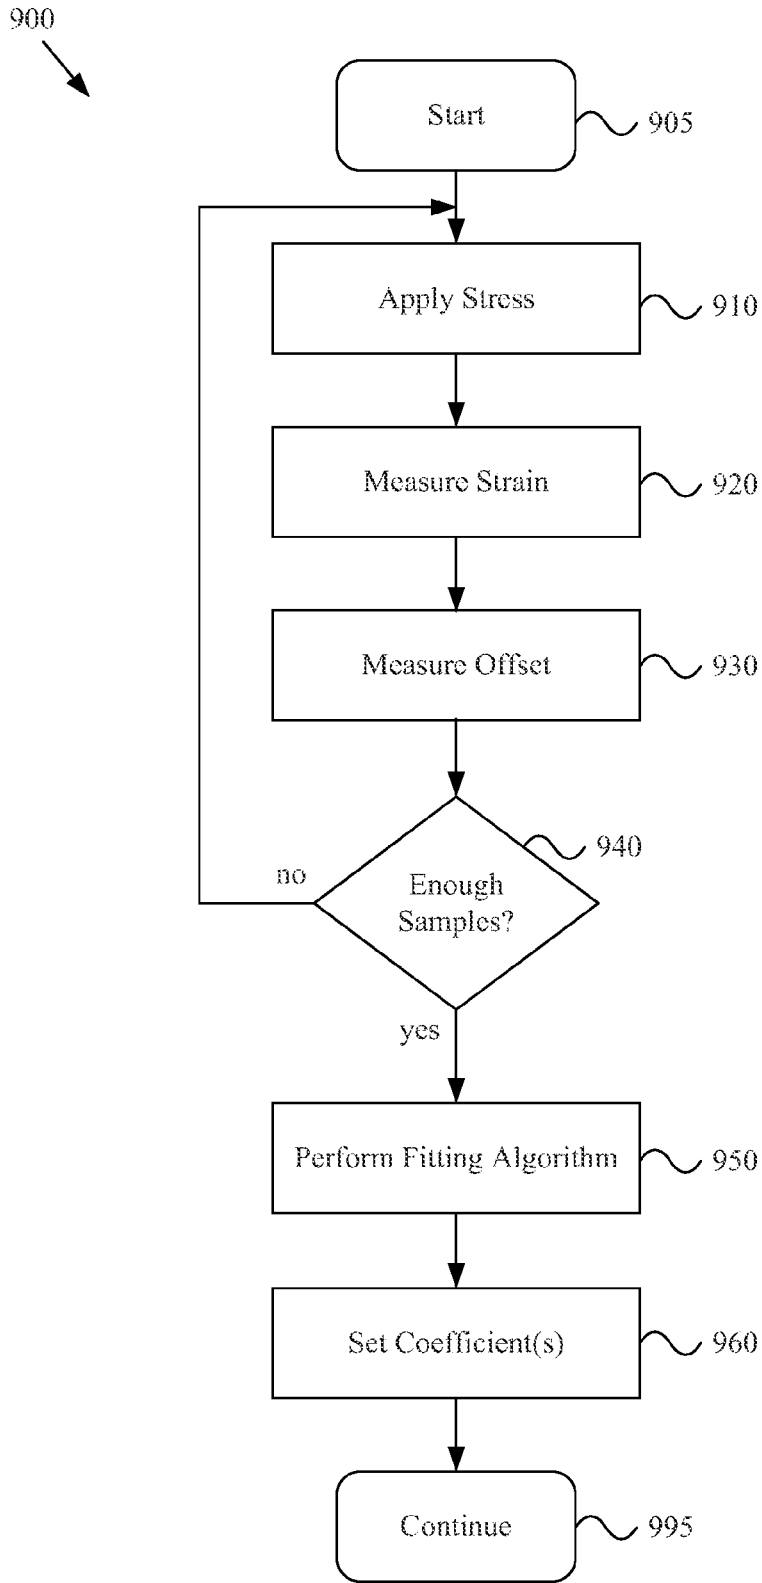 900
Start
905
Apply Stress
910
Measure Strain
920
Measure Offset
930
940
no
Enough
Samples?
yes
Perform Fitting Algorithm
950
Set Coefficient(s)
960
Continue
995